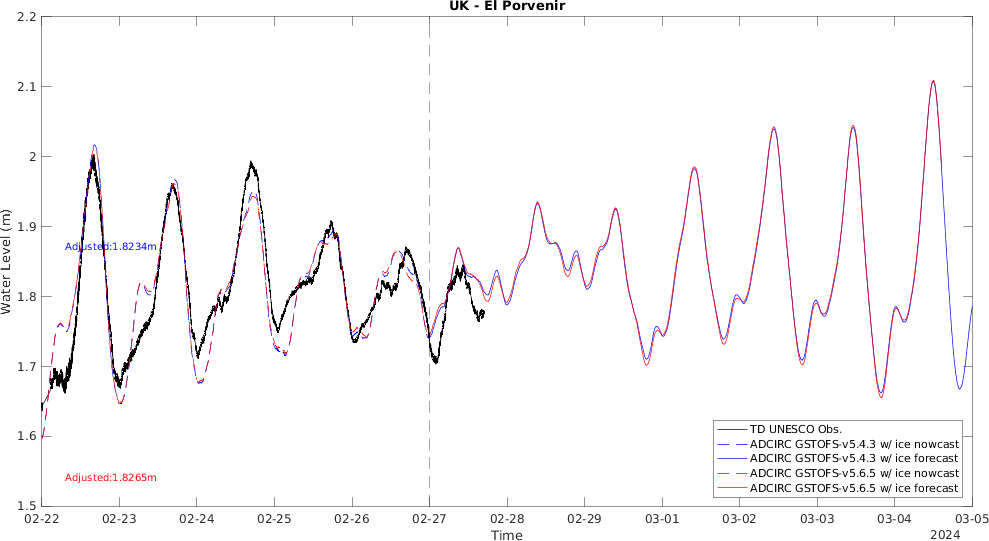 UK - El Porvenir
2.2
2.1
2
1.9
1.8
1.7
1.6
1.5
Water Level (m)
Adjusted:1.8234m
Adjusted:1.8265m
TD UNESCO Obs.
ADCIRC GSTOFS-v5.4.3 w/ ice nowcast
ADCIRC GSTOFS-v5.4.3 w/ ice forecast
ADCIRC GSTOFS-v5.6.5 w/ ice nowcast
ADCIRC GSTOFS-v5.6.5 w/ ice forecast
02-22 02-23 02-24 02-25 02-26 02-27 02-28 02-29 03-01 03-02 03-03 03-04 03-05
Time
2024